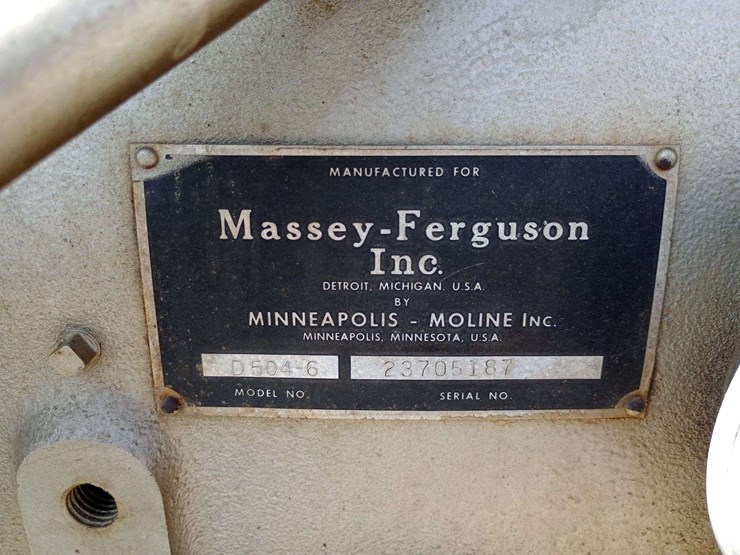 MANUFACTURED FOR
Massey-Ferguson
Inc.
DETROIT, MICHIGAN. U.S.A.
BY
MINNEAPOLIS - MOLINE INC.
MINNEAPOLIS, MINNESOTA, U.S.A.
D504-6 23705187
MODEL NO. SERIAL NO.